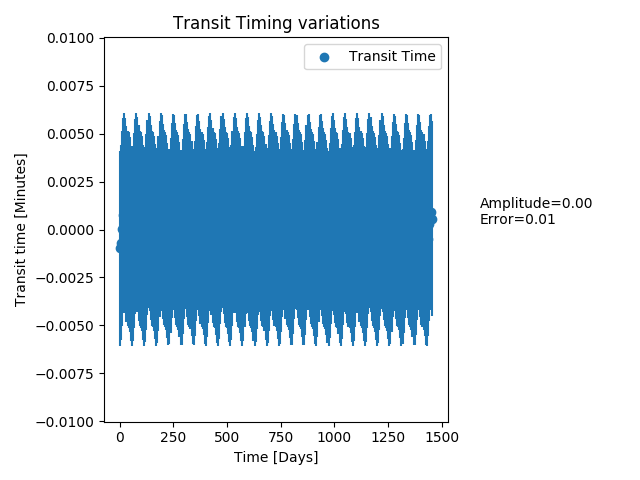 Transit Timing variations
Transit Time
Transit time [Minutes]
0.0100
0.0075
0.0050
0.0025
0.0000
−0.0025
−0.0050
−0.0075
−0.0100
Amplitude=0.00
Error=0.01
0 250 500 750 1000 1250 1500
Time [Days]